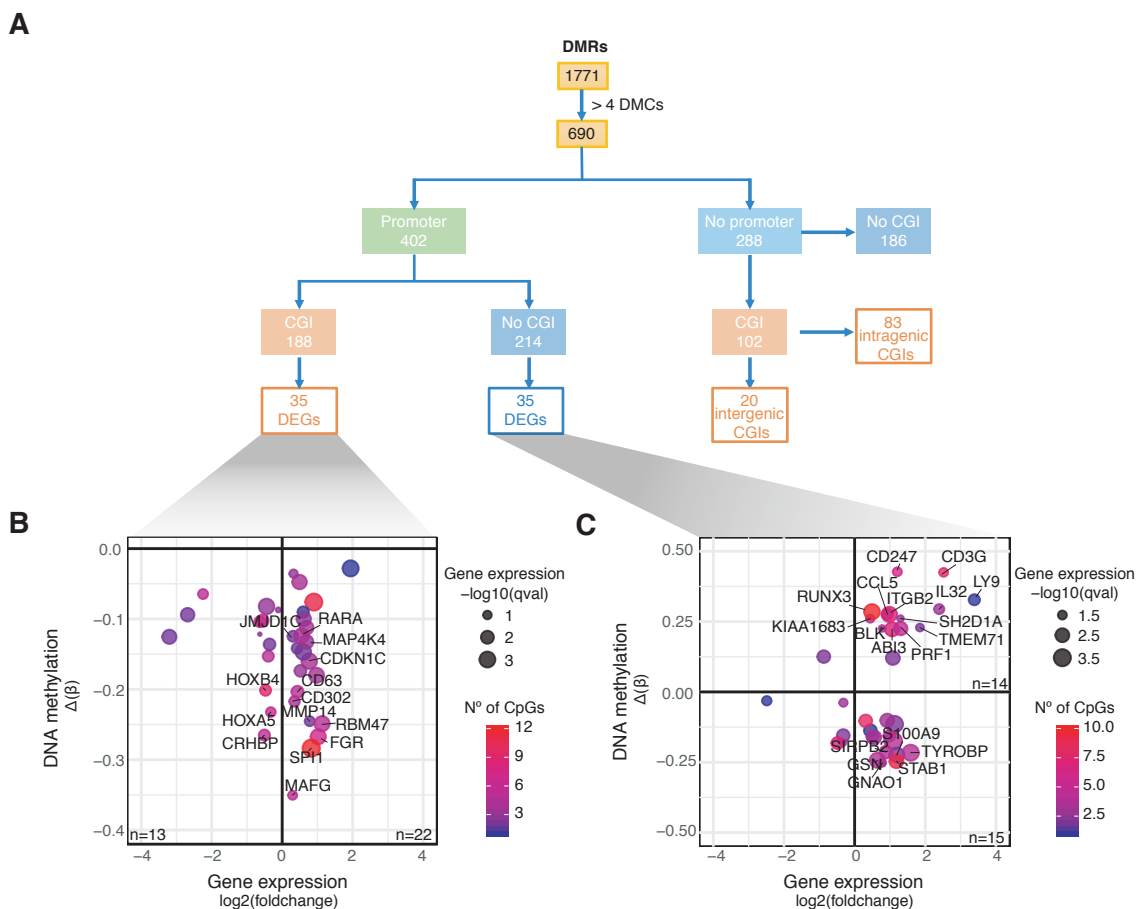 A
DMRs
1771
> 4 DMCs
690
Promoter
402
No promoter
288
No CGI
186
CGI
188
No CGI
214
CGI
102
83
intragenic
CGIs
35
DEGs
35
DEGs
20
intergenic
CGIs
B
DNA methylation
Δ(β)
0.0
−0.1
−0.2
−0.3
−0.4
JMJD1C
RARA
MAP4K4
CDKN1C
HOXB4
CD63
CD302
MMP14
HOXA5
RBM47
CRHBP
FGR
SPI1
MAFG
n=13
n=22
−4
−2
0
2
4
Gene expression
log2(foldchange)
Gene expression
−log10(qval)
1
2
3
Nº of CpGs
12
9
6
3
C
DNA methylation
Δ(β)
0.50
0.25
0.00
−0.25
−0.50
CD247
CD3G
CCL5
LY9
RUNX3
ITGB2
IL32
KIAA1683
SH2D1A
BLK
TMEM71
ABI3
PRF1
n=14
S100A9
SIRPB2
TYROBP
GSN
STAB1
GNAO1
n=15
−4
−2
0
2
4
Gene expression
log2(foldchange)
Gene expression
−log10(qval)
1.5
2.5
3.5
Nº of CpGs
10.0
7.5
5.0
2.5